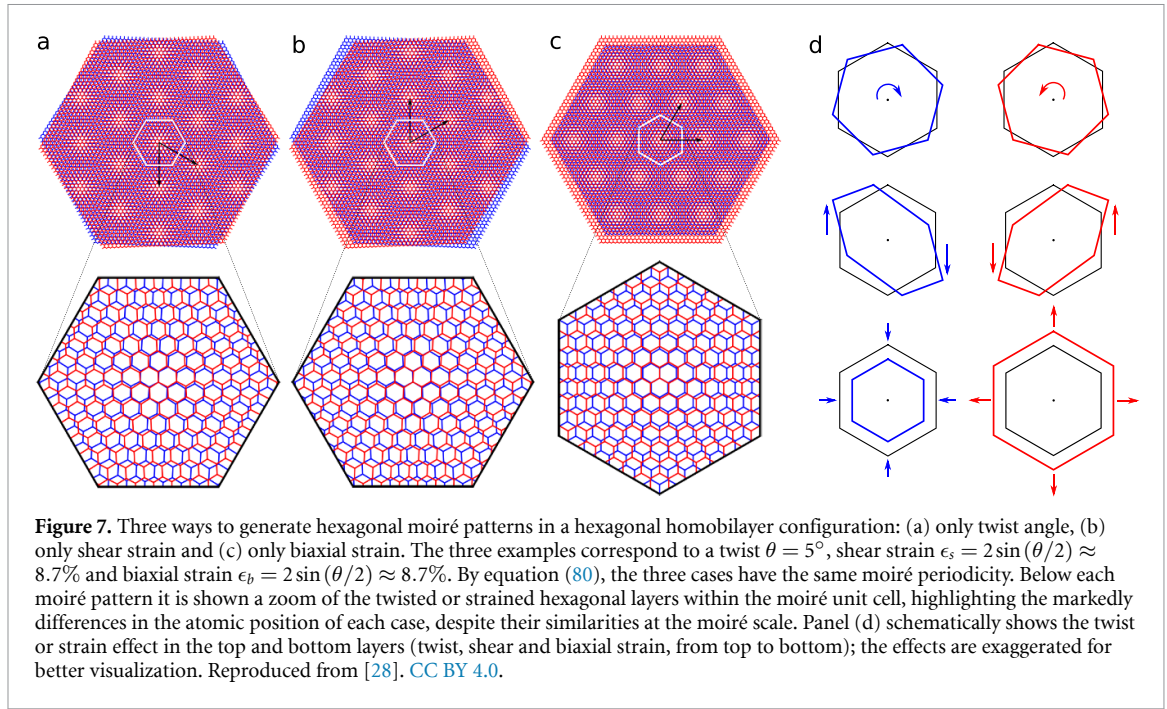 a
b
c
d
Figure 7. Three ways to generate hexagonal moiré patterns in a hexagonal homobilayer configuration: (a) only twist angle, (b)
only shear strain and (c) only biaxial strain. The three examples correspond to a twist θ = 5°, shear strain ϵs = 2 sin (θ/2) ≈
8.7% and biaxial strain ϵb = 2 sin (θ/2) ≈ 8.7%. By equation (80), the three cases have the same moiré periodicity. Below each
moiré pattern it is shown a zoom of the twisted or strained hexagonal layers within the moiré unit cell, highlighting the markedly
differences in the atomic position of each case, despite their similarities at the moiré scale. Panel (d) schematically shows the twist
or strain effect in the top and bottom layers (twist, shear and biaxial strain, from top to bottom); the effects are exaggerated for
better visualization. Reproduced from [28]. CC BY 4.0.